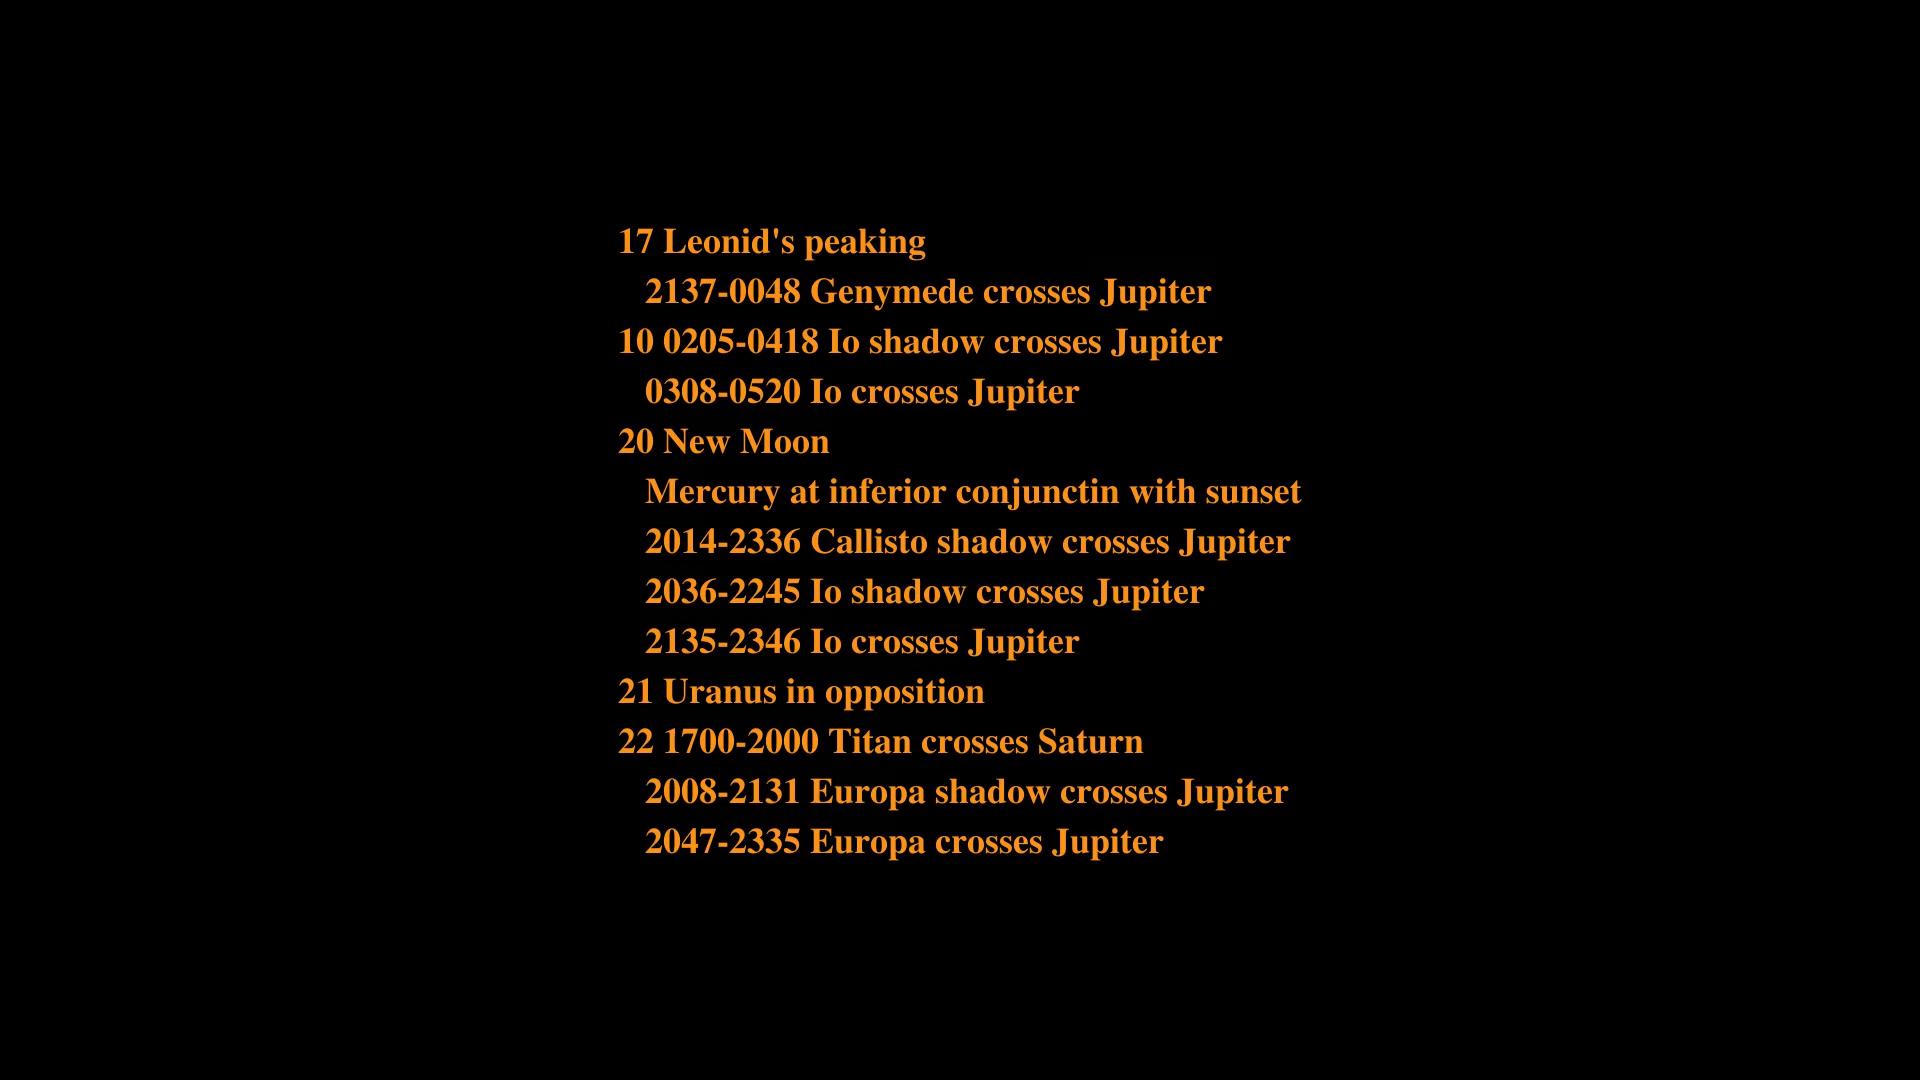 17 Leonid's peaking
2137-0048 Genymede crosses Jupiter
10 0205-0418 Io shadow crosses Jupiter
0308-0520 Io crosses Jupiter
20 New Moon
Mercury at inferior conjunctin with sunset
2014-2336 Callisto shadow crosses Jupiter
2036-2245 Io shadow crosses Jupiter
2135-2346 Io crosses Jupiter
21 Uranus in opposition
22 1700-2000 Titan crosses Saturn
2008-2131 Europa shadow crosses Jupiter
2047-2335 Europa crosses Jupiter